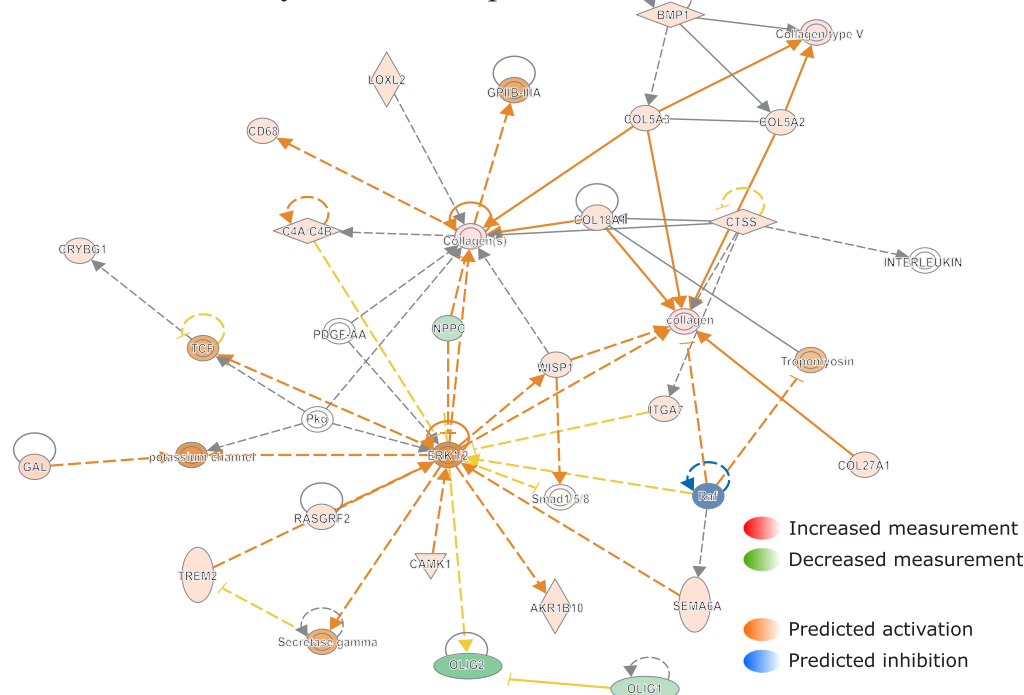 BMP1
Collagen type V
LOXL2
GPIIB-IIIA
CD68
COL5A3
COL5A2
COL18A1
CTSS
C4A/C4B
Collagen(s)
CRYBG1
INTERLEUKIN
PDGF-AA
NPPC
collagen
TCF
WISP1
Tropomyosin
Pkg
ITGA7
GAL
potassium channel
ERK1/2
COL27A1
Smad1/5/8
Raf
RASGRF2
Increased measurement
Decreased measurement
CAMK1
TREM2
AKR1B10
SEMA6A
Predicted activation
Secretase gamma
Predicted inhibition
OLIG2
OLIG1